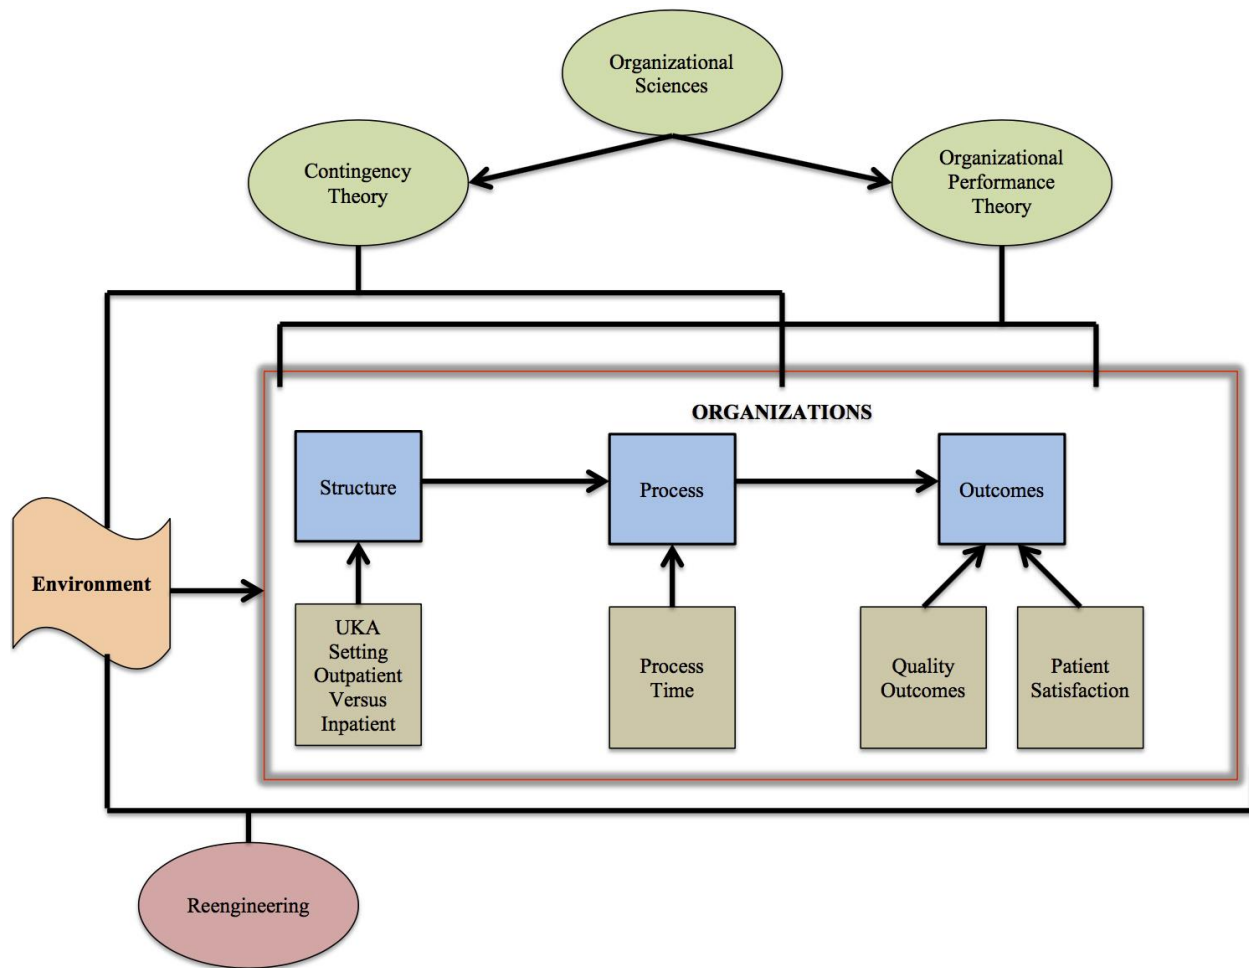 Organizational
Sciences
Contingency
Theory
Organizational
Performance
Theory
ORGANIZATIONS
Structure
Process
Outcomes
Environment
UKA
Setting
Outpatient
Versus
Inpatient
Process
Time
Quality
Outcomes
Patient
Satisfaction
Reengineering